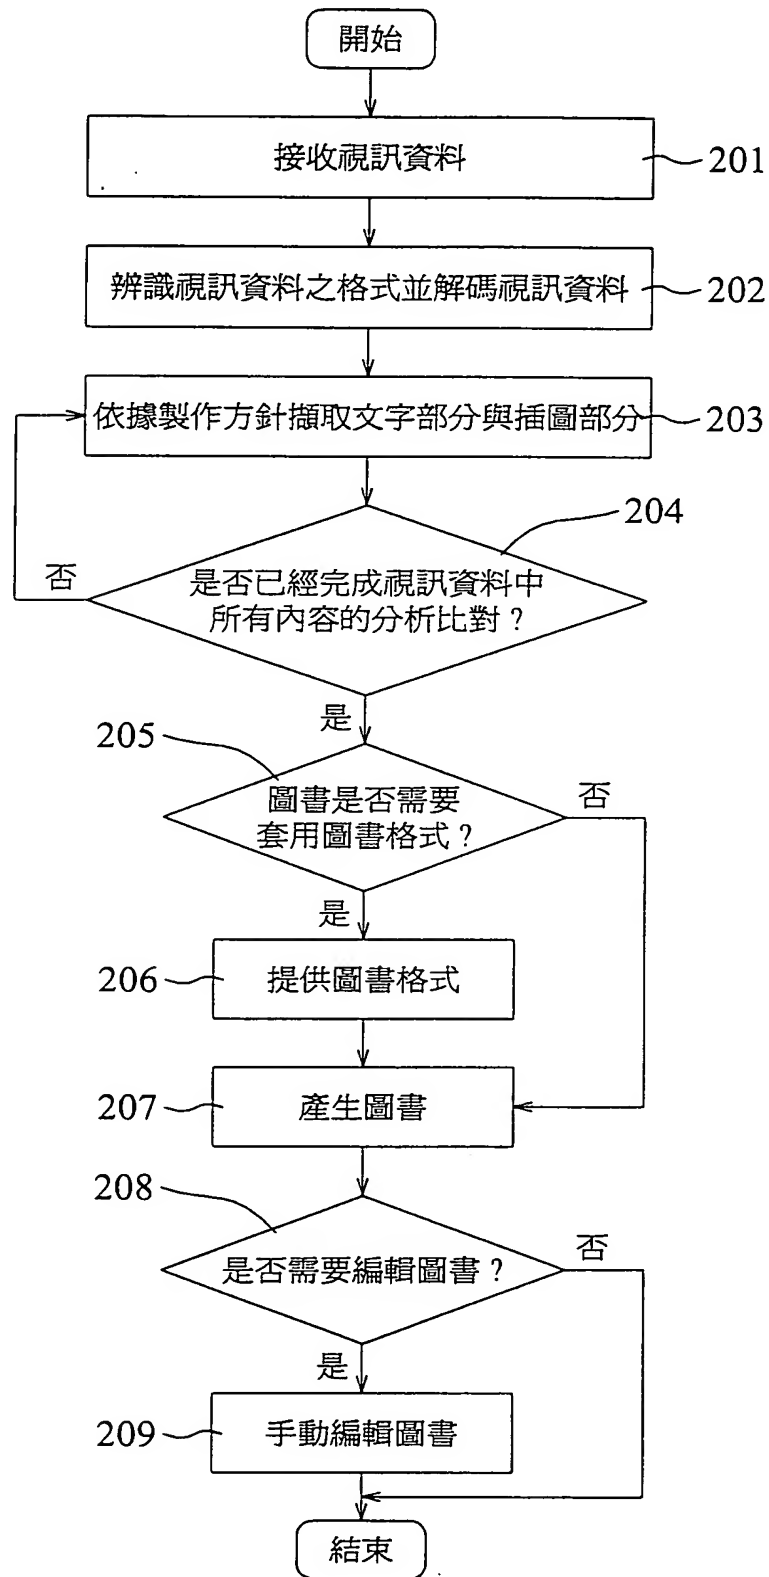 開始
接收視訊資料
201
辨識視訊資料之格式並解碼視訊資料
202
依據製作方針擷取文字部分與插圖部分
203
204
否
是否已經完成視訊資料中
所有內容的分析比對？
是
205
圖書是否需要
套用圖書格式？
否
是
206
提供圖書格式
207
產生圖書
208
是否需要編輯圖書？
否
是
209
手動編輯圖書
結束